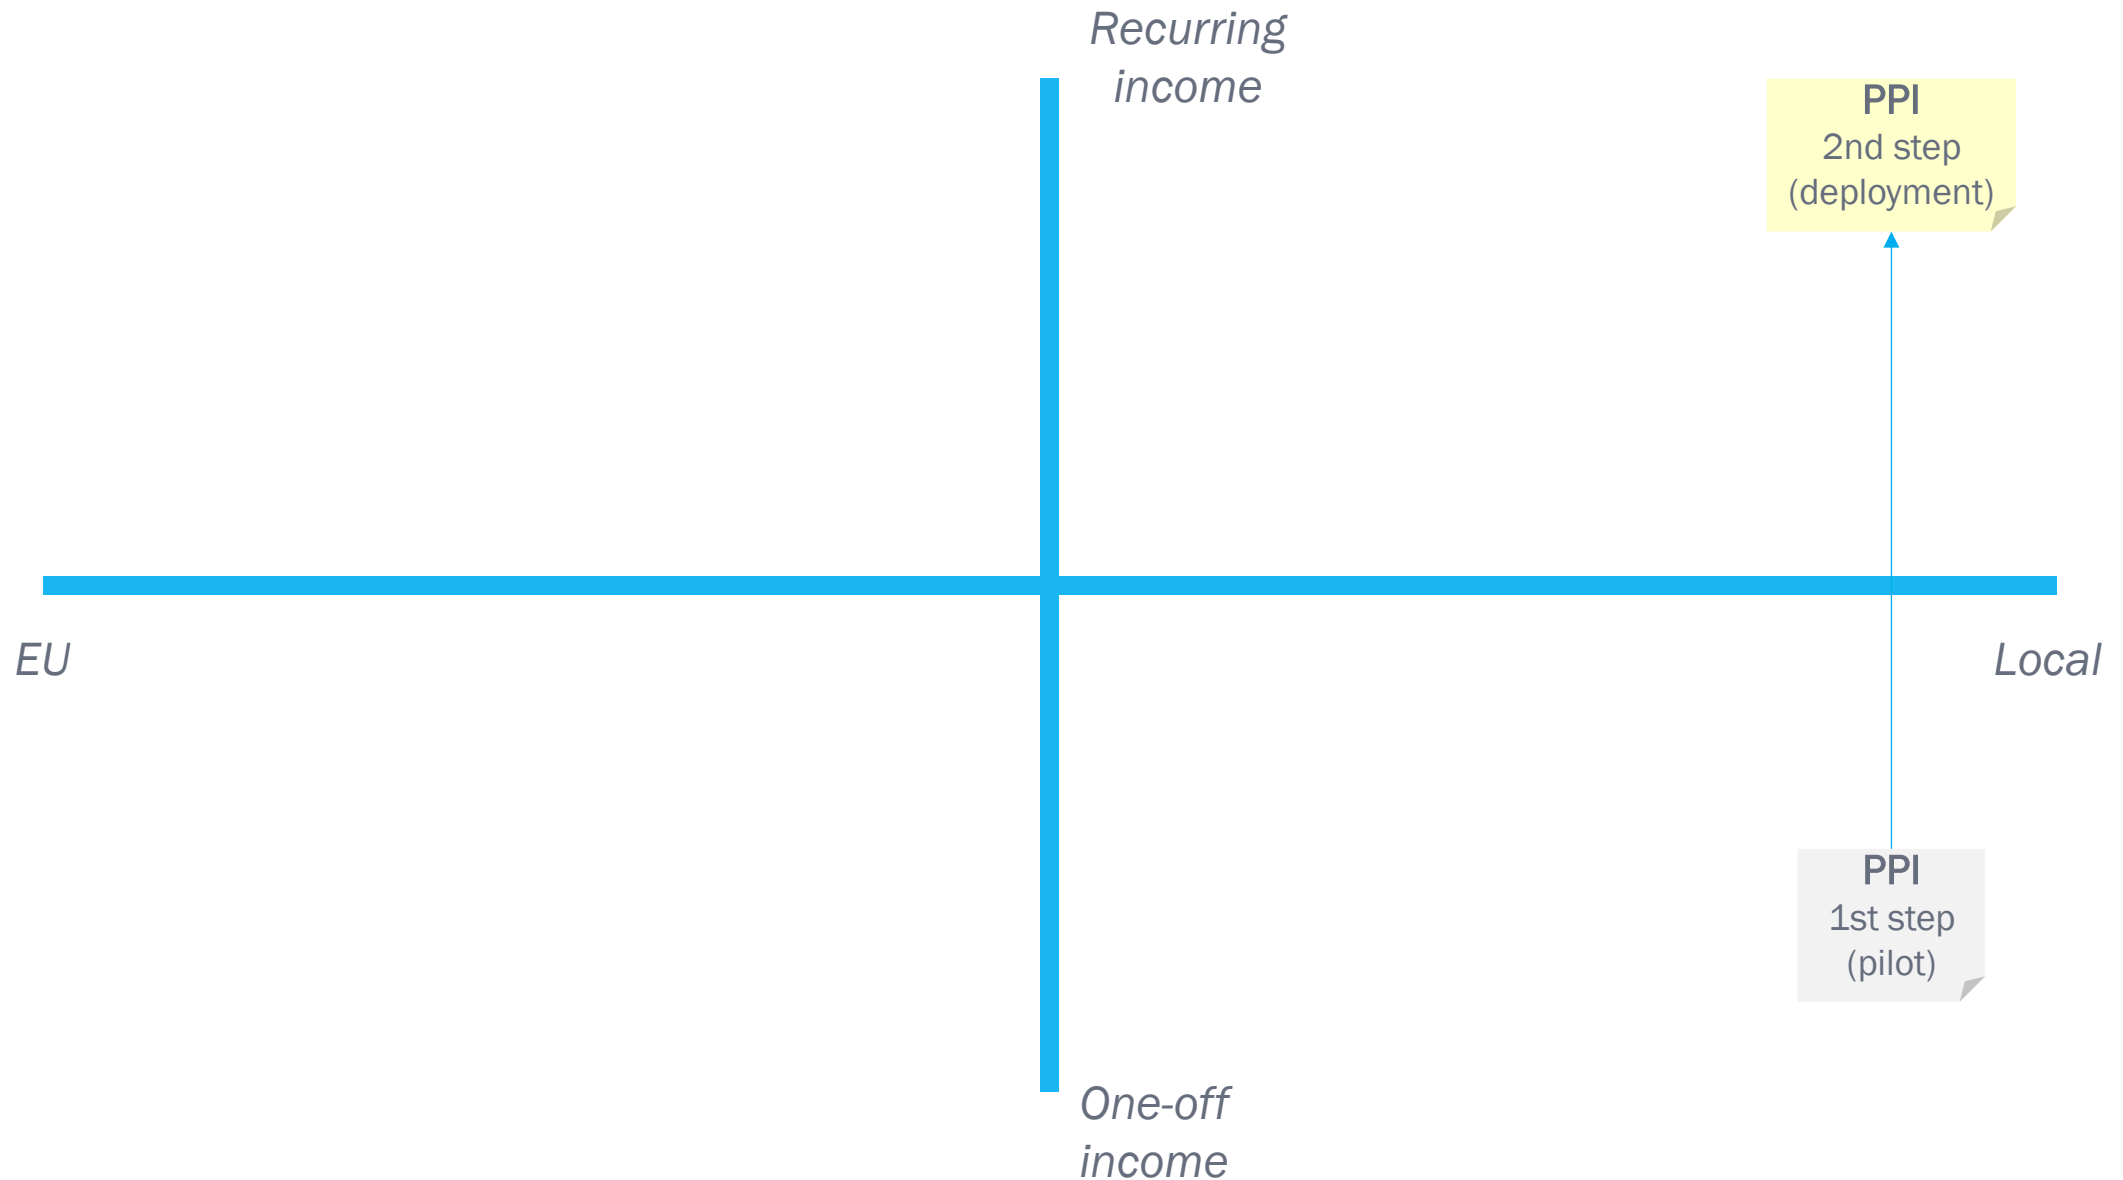 Recurring
income
PPI
2nd step
(deployment)
EU
Local
PPI
1st step
(pilot)
One-off
income